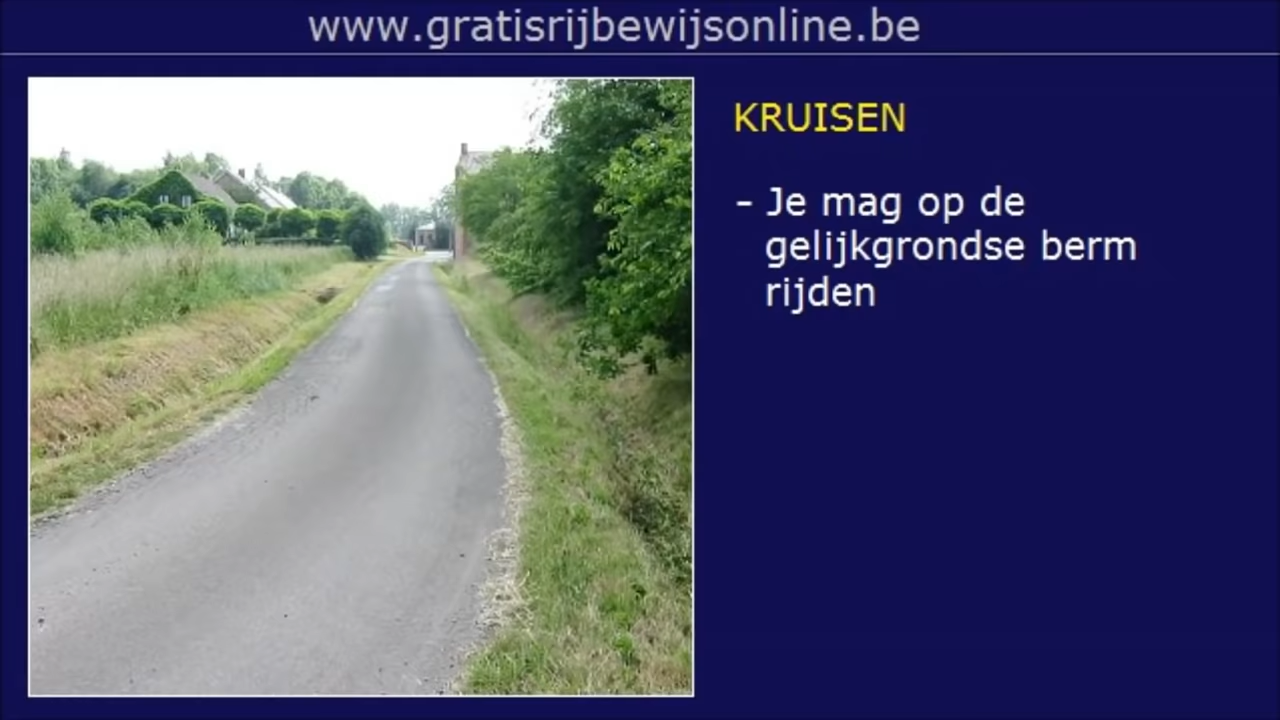 www.gratisrijbewijsonline.be
KRUISEN
- Je mag op de
gelijkgrondse berm
rijden